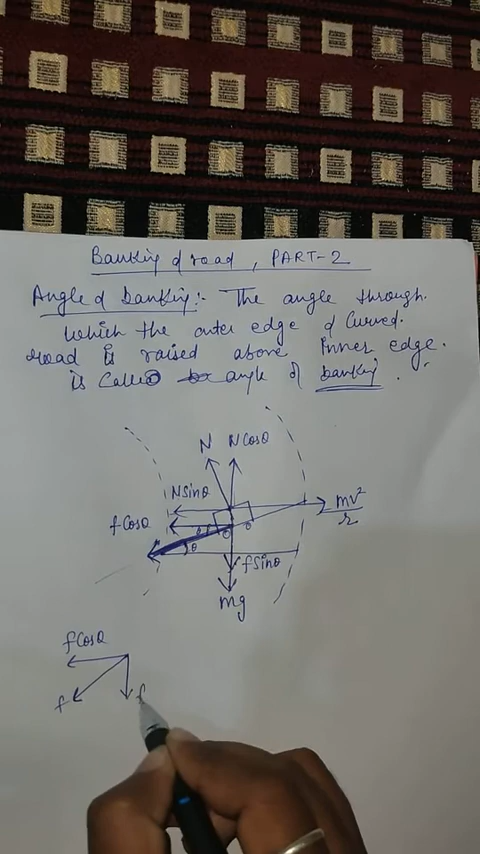 Banking of road, PART-2
Angle of banking:- The angle through
which the outer edge of curved
road is raised above inner edge
is called angle of banking.
N NCosθ
NSinθ
mv²/r
fCosθ
θ θ
θ
fSinθ
mg
fCosθ
f f